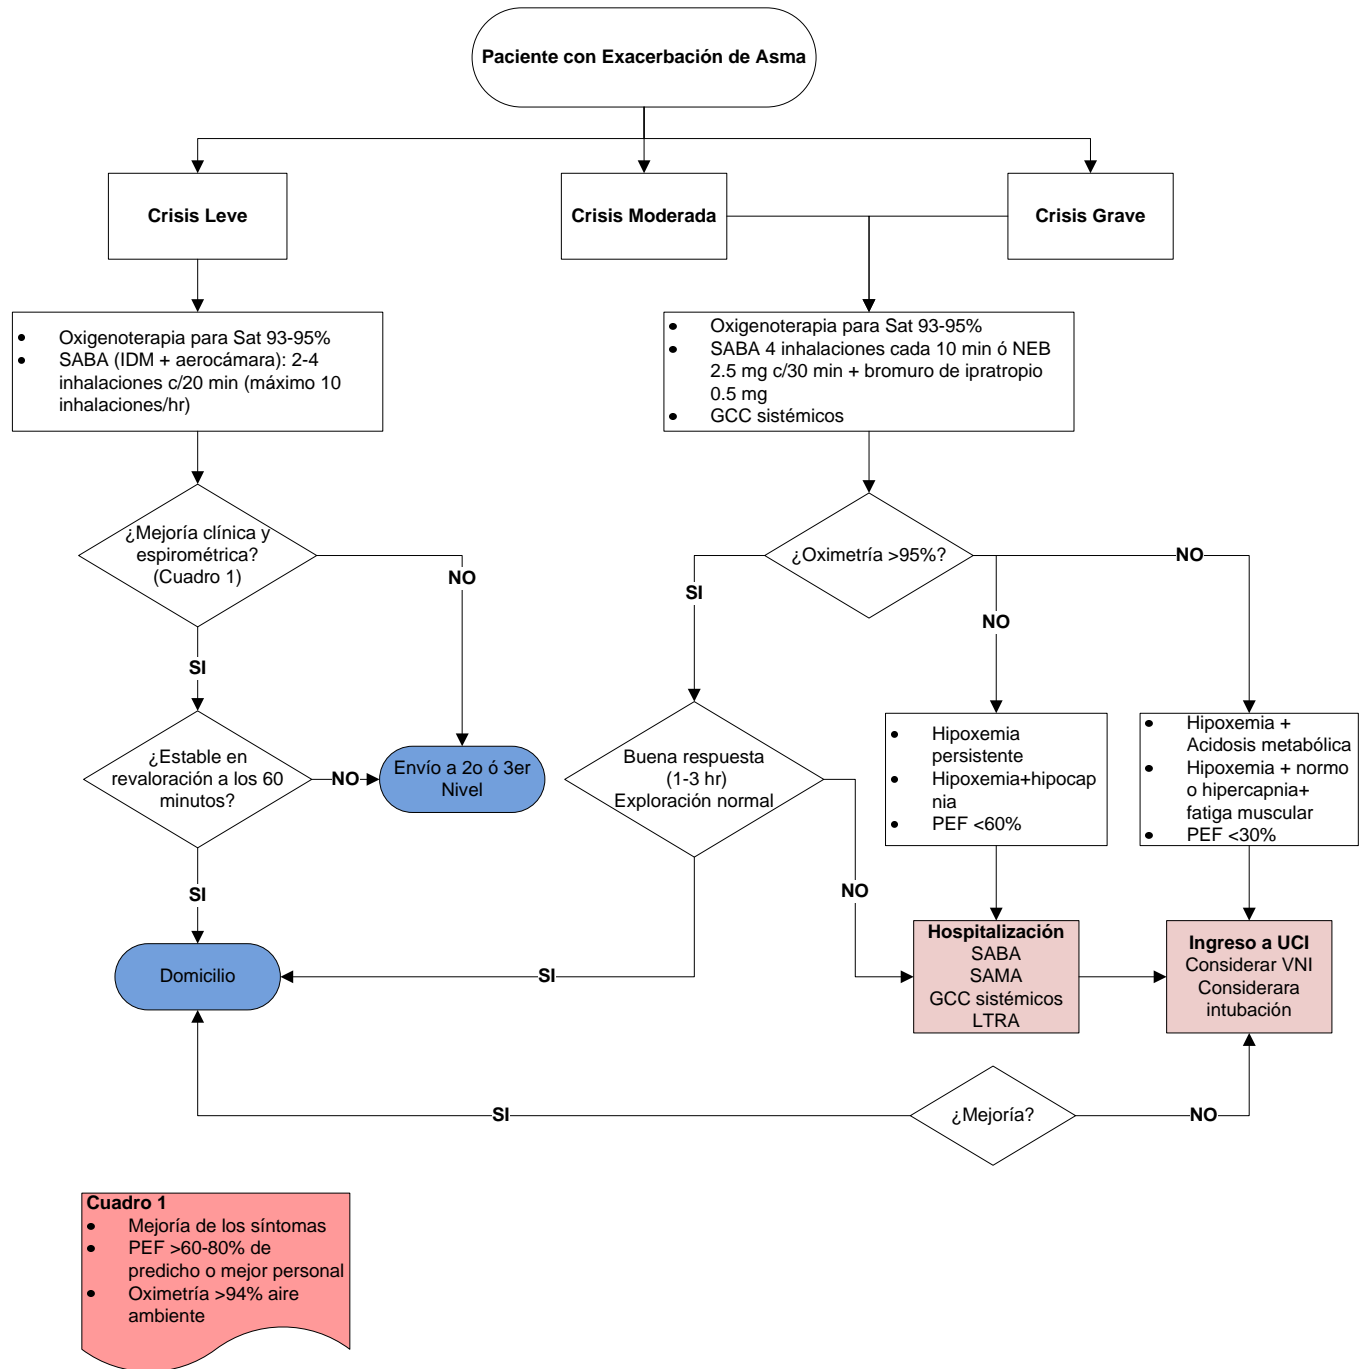 Paciente con Exacerbación de Asma
Crisis Leve
Crisis Moderada
Crisis Grave
• Oxigenoterapia para Sat 93-95%
• SABA (IDM + aerocámara): 2-4
inhalaciones c/20 min (máximo 10
inhalaciones/hr)
• Oxigenoterapia para Sat 93-95%
• SABA 4 inhalaciones cada 10 min ó NEB
2.5 mg c/30 min + bromuro de ipratropio
0.5 mg
• GCC sistémicos
¿Mejoría clínica y
espirométrica?
(Cuadro 1)
NO
SI
¿Oximetría >95%?
SI
NO
NO
¿Estable en
revaloración a los 60
minutos?
NO
Envío a 2o ó 3er
Nivel
SI
Buena respuesta
(1-3 hr)
Exploración normal
NO
SI
• Hipoxemia
persistente
• Hipoxemia+hipocap
nia
• PEF <60%
• Hipoxemia +
Acidosis metabólica
• Hipoxemia + normo
o hipercapnia+
fatiga muscular
• PEF <30%
Domicilio
Hospitalización
SABA
SAMA
GCC sistémicos
LTRA
Ingreso a UCI
Considerar VNI
Considerara
intubación
¿Mejoría?
SI
NO
Cuadro 1
• Mejoría de los síntomas
• PEF >60-80% de
predicho o mejor personal
• Oximetría >94% aire
ambiente